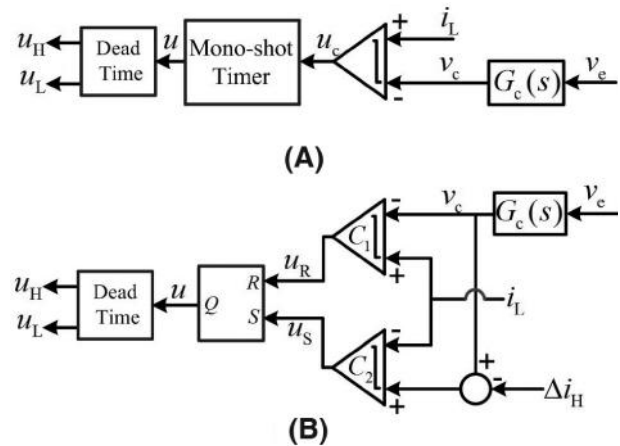 u_H
u_L
Dead
Time
u
Mono-shot
Timer
u_c
+
i_L
-
v_c
G_c(s)
v_e
(A)
u_H
u_L
Dead
Time
u
Q
R
S
u_R
u_S
C_1
-
+
C_2
-
+
v_c
G_c(s)
v_e
i_L
+
-
Δi_H
(B)